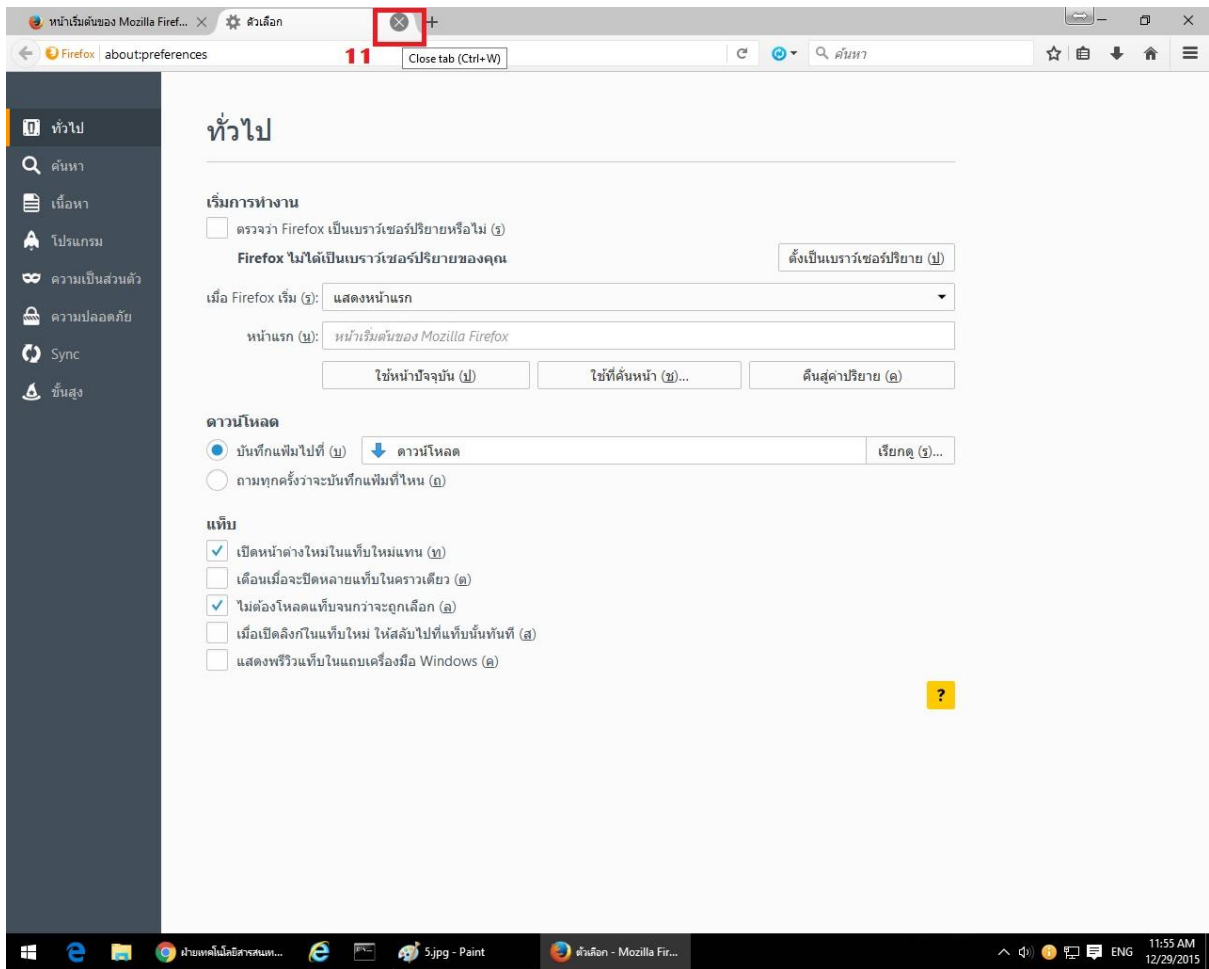 หน้าเริ่มต้นของ Mozilla Firef... ตัวเลือก
Firefox about:preferences 11 Close tab (Ctrl+W) ค้นหา
ทั่วไป
ค้นหา
เนื้อหา
โปรแกรม
ความเป็นส่วนตัว
ความปลอดภัย
Sync
ขั้นสูง
ทั่วไป
เริ่มการทำงาน
ตรวจว่า Firefox เป็นเบราว์เซอร์ปริยายหรือไม่ (ร)
Firefox ไม่ได้เป็นเบราว์เซอร์ปริยายของคุณ ตั้งเป็นเบราว์เซอร์ปริยาย (ป)
เมื่อ Firefox เริ่ม (ร): แสดงหน้าแรก
หน้าแรก (น): หน้าเริ่มต้นของ Mozilla Firefox
ใช้หน้าปัจจุบัน (ป) ใช้ที่คั่นหน้า (ช)... คืนสู่ค่าปริยาย (ค)
ดาวน์โหลด
บันทึกแฟ้มไปที่ (บ) ดาวน์โหลด เรียกดู (ร)...
ถามทุกครั้งว่าจะบันทึกแฟ้มที่ไหน (ถ)
แท็บ
เปิดหน้าต่างใหม่ในแท็บใหม่แทน (ท)
เตือนเมื่อจะปิดหลายแท็บในคราวเดียว (ต)
ไม่ต้องโหลดแท็บจนกว่าจะถูกเลือก (ล)
เมื่อเปิดลิงก์ในแท็บใหม่ ให้สลับไปที่แท็บนั้นทันที (ส)
แสดงพรีวิวแท็บในแถบเครื่องมือ Windows (ค)
?
ฝ่ายเทคโนโลยีสารสนเท... 5.jpg - Paint ตัวเลือก - Mozilla Fir... ENG 11:55 AM
12/29/2015